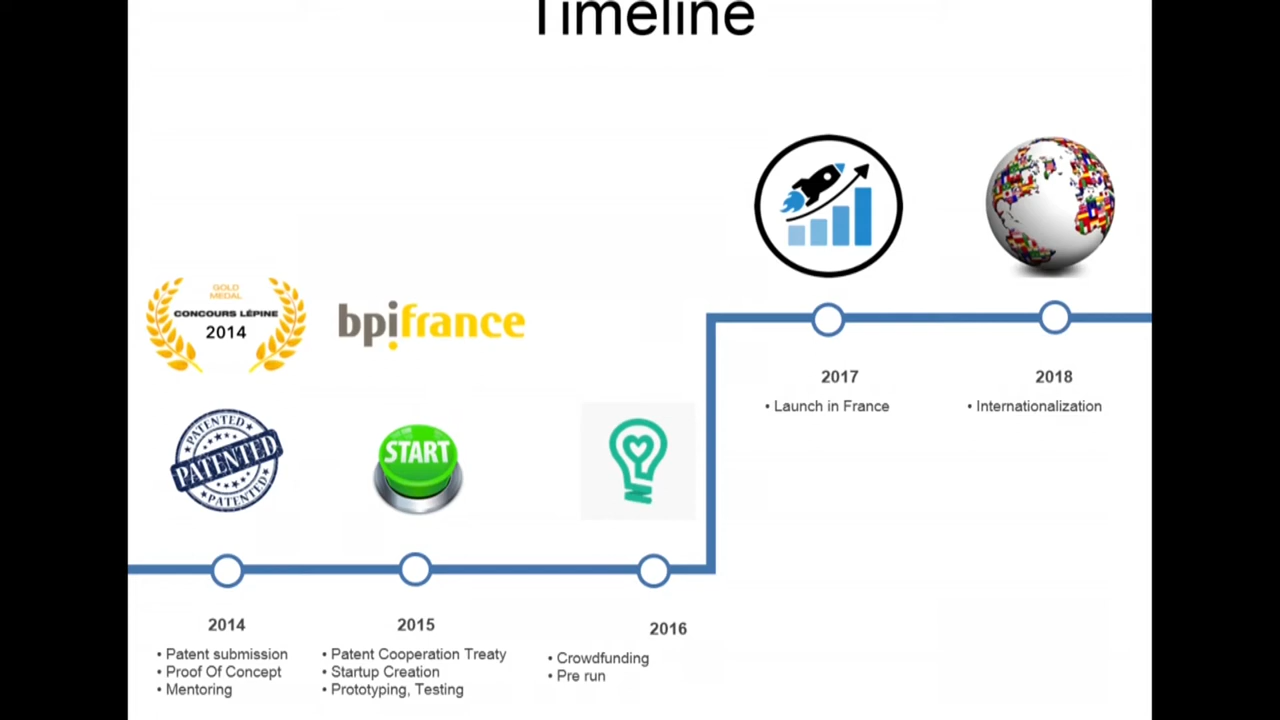 Timeline
GOLD
MEDAL
CONCOURS LÉPINE
2014
bpifrance
PATENTED
PATENTED
PATENTED
START
2014
• Patent submission
• Proof Of Concept
• Mentoring
2015
• Patent Cooperation Treaty
• Startup Creation
• Prototyping, Testing
2016
• Crowdfunding
• Pre run
2017
• Launch in France
2018
• Internationalization